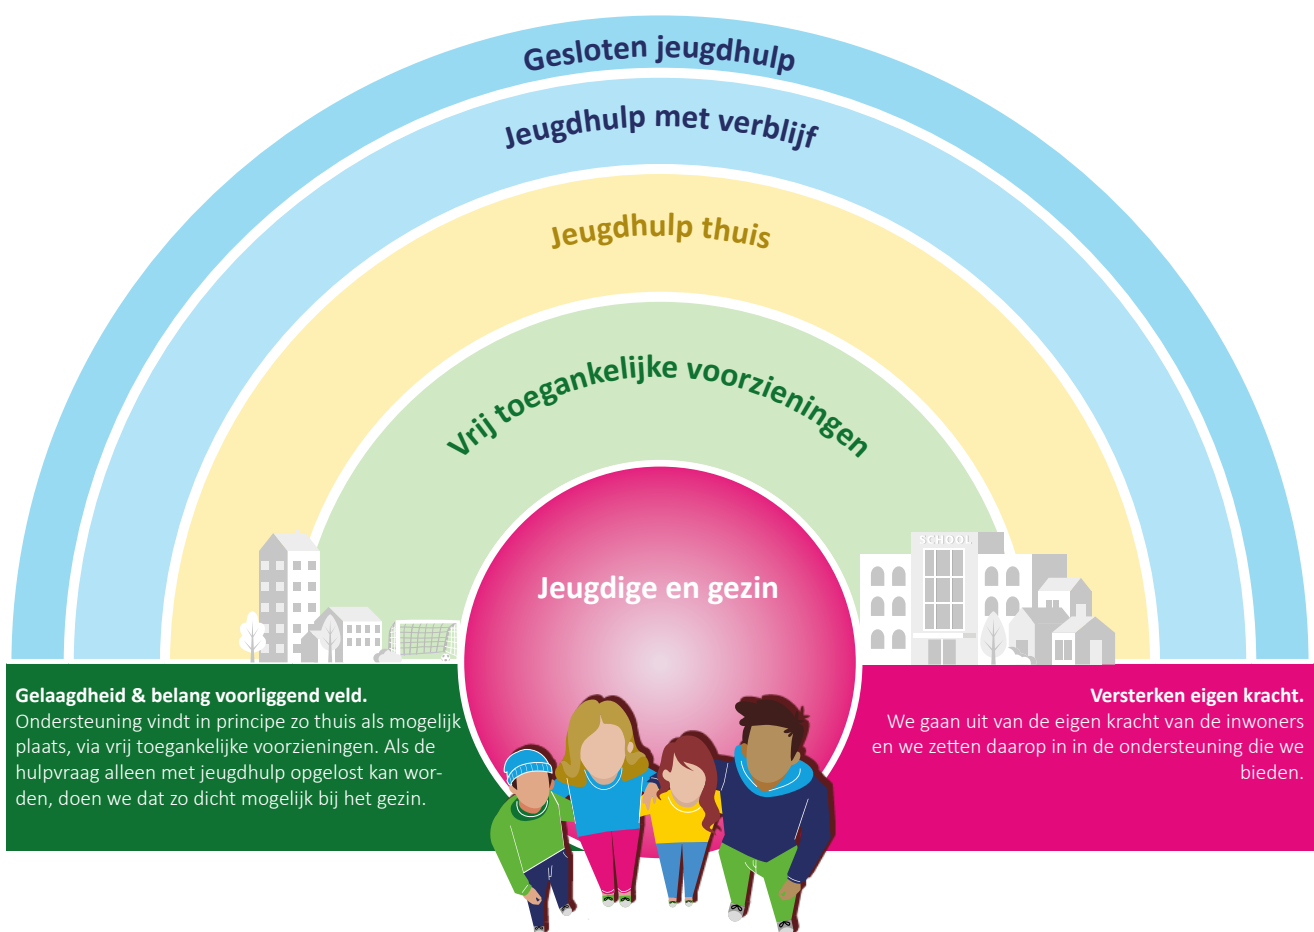 Gesloten jeugdhulp
Jeugdhulp met verblijf
Jeugdhulp thuis
Vrij toegankelijke voorzieningen
SCHOOL
Jeugdige en gezin
Gelaagdheid & belang voorliggend veld.
Ondersteuning vindt in principe zo thuis als mogelijk
plaats, via vrij toegankelijke voorzieningen. Als de
hulpvraag alleen met jeugdhulp opgelost kan wor-
den, doen we dat zo dicht mogelijk bij het gezin.
Versterken eigen kracht.
We gaan uit van de eigen kracht van de inwoners
en we zetten daarop in in de ondersteuning die we
bieden.